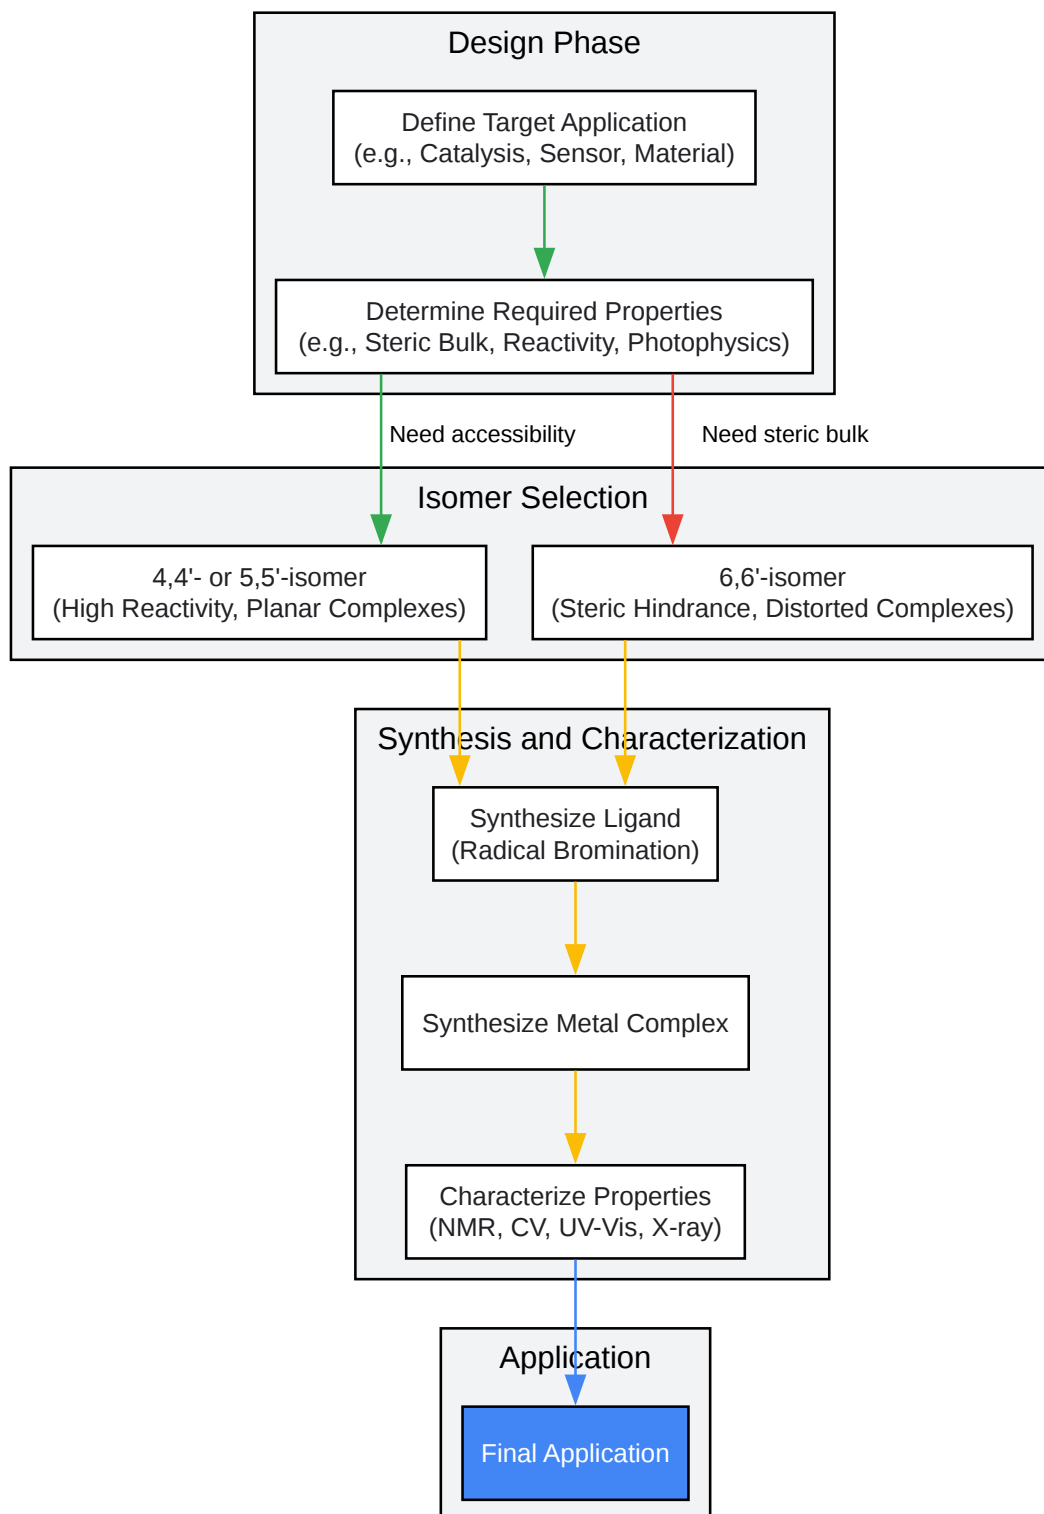 Design Phase
Define Target Application
(e.g., Catalysis, Sensor, Material)
Determine Required Properties
(e.g., Steric Bulk, Reactivity, Photophysics)
Need accessibility
Need steric bulk
Isomer Selection
4,4'- or 5,5'-isomer
(High Reactivity, Planar Complexes)
6,6'-isomer
(Steric Hindrance, Distorted Complexes)
Synthesis and Characterization
Synthesize Ligand
(Radical Bromination)
Synthesize Metal Complex
Characterize Properties
(NMR, CV, UV-Vis, X-ray)
Application
Final Application